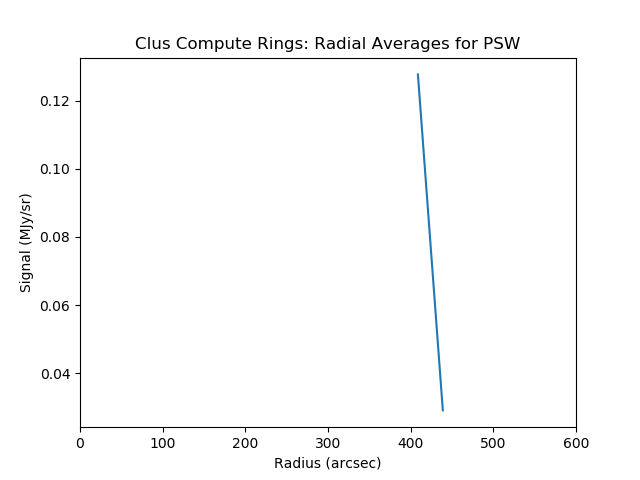 Clus Compute Rings: Radial Averages for PSW
0.12
0.10
0.08
0.06
0.04
Signal (MJy/sr)
0 100 200 300 400 500 600
Radius (arcsec)